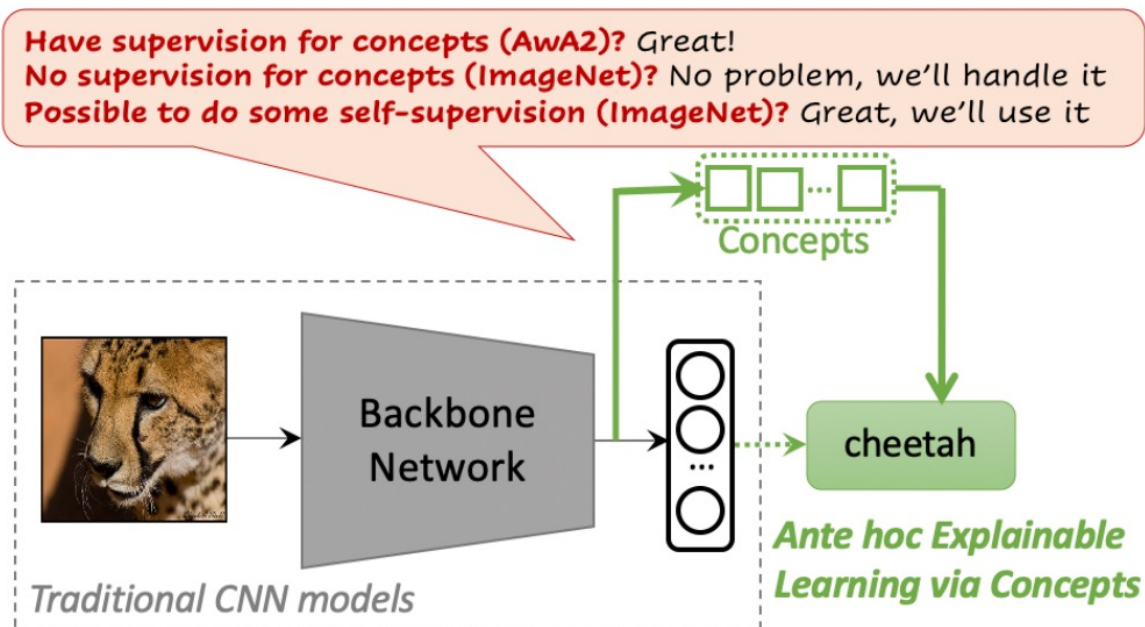 Have supervision for concepts (AwA2)? Great!
No supervision for concepts (ImageNet)? No problem, we'll handle it
Possible to do some self-supervision (ImageNet)? Great, we'll use it
...
Concepts
Backbone
Network
...
cheetah
Ante hoc Explainable
Learning via Concepts
Traditional CNN models